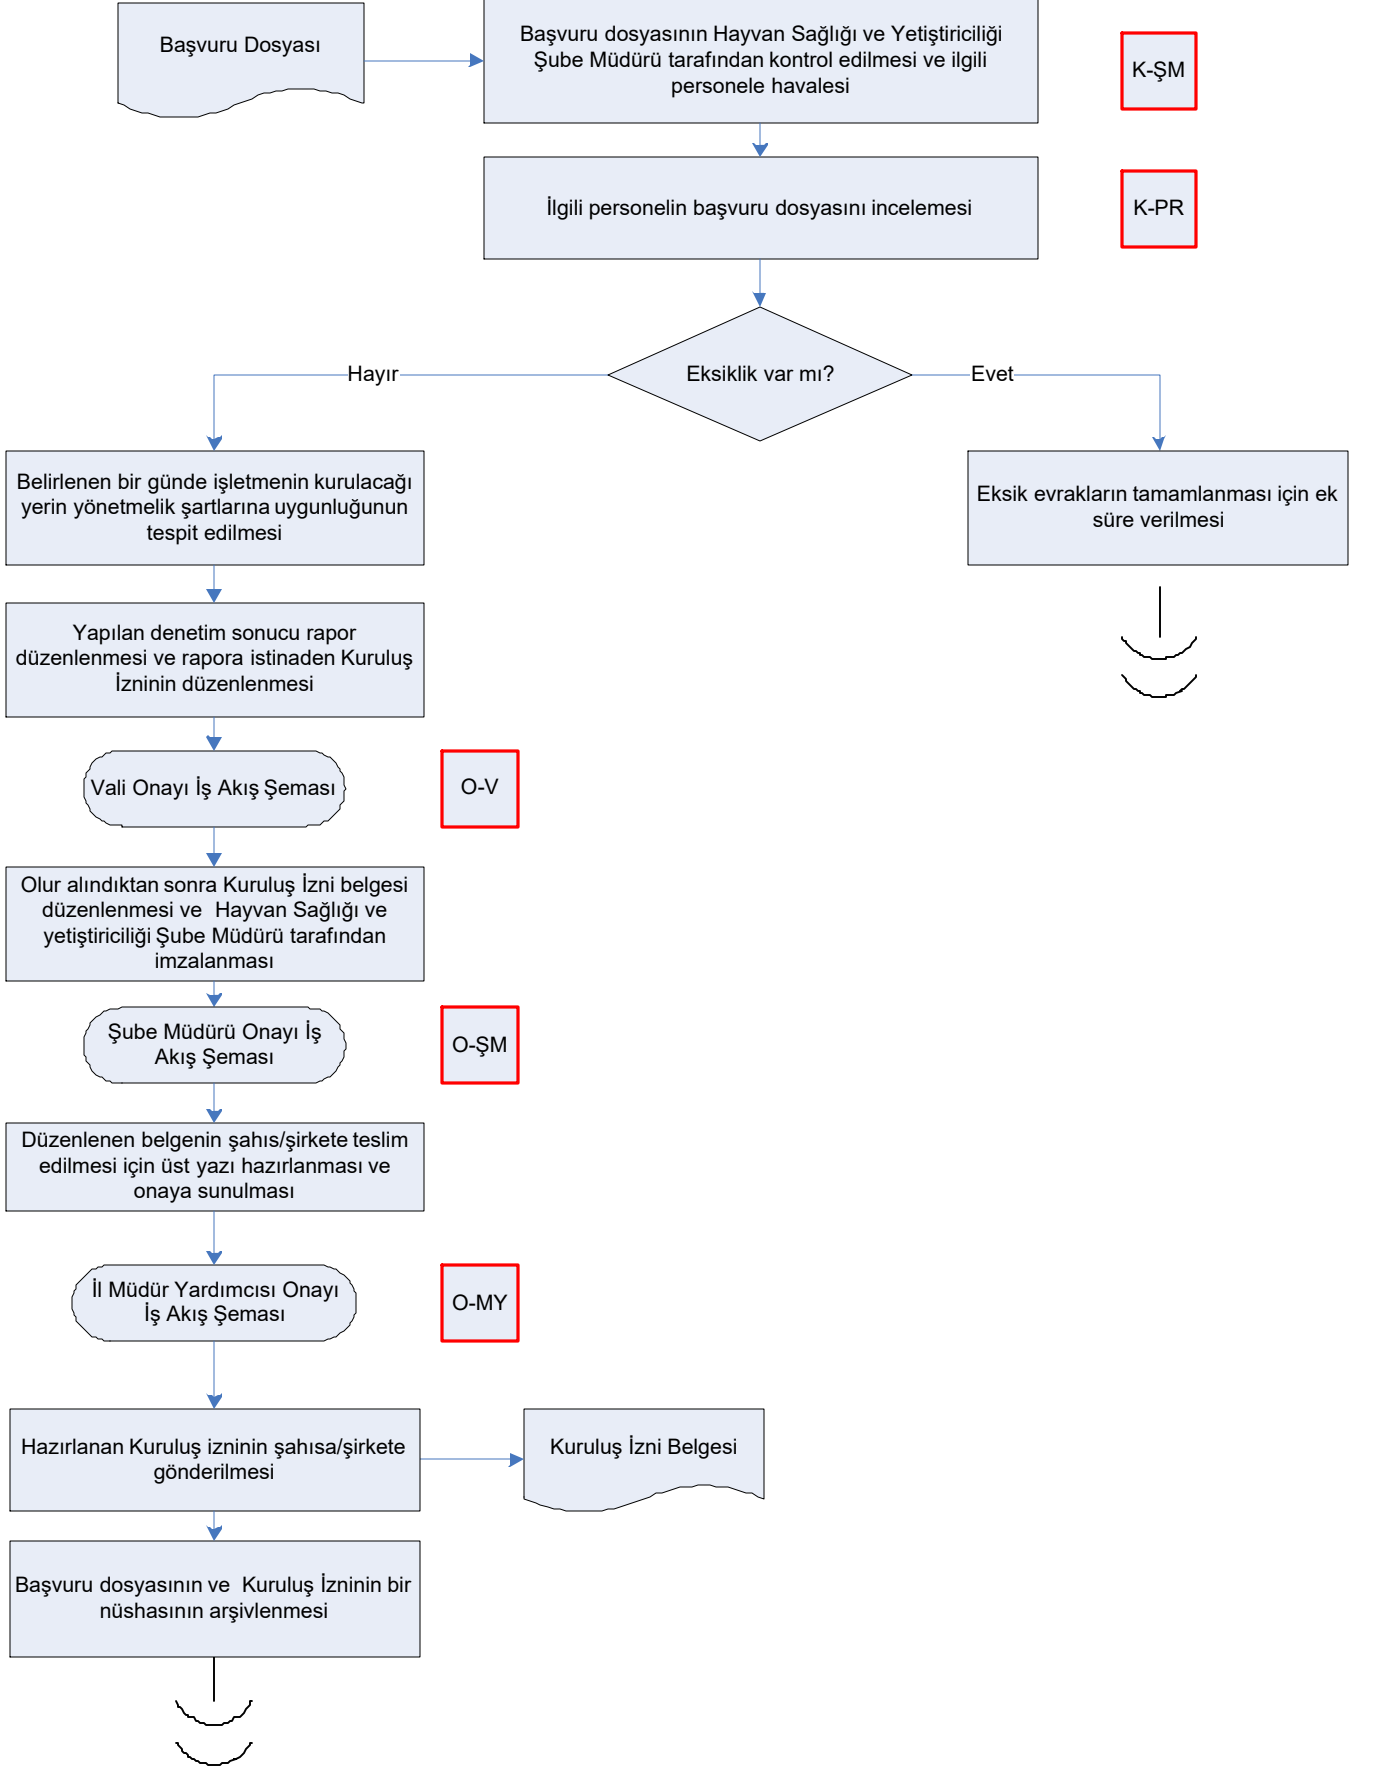 Başvuru Dosyası
Başvuru dosyasının Hayvan Sağlığı ve Yetiştiriciliği
Şube Müdürü tarafından kontrol edilmesi ve ilgili
personele havalesi
K-ŞM
İlgili personelin başvuru dosyasını incelemesi
K-PR
Eksiklik var mı?
Hayır
Evet
Belirlenen bir günde işletmenin kurulacağı
yerin yönetmelik şartlarına uygunluğunun
tespit edilmesi
Eksik evrakların tamamlanması için ek
süre verilmesi
Yapılan denetim sonucu rapor
düzenlenmesi ve rapora istinaden Kuruluş
İzninin düzenlenmesi
Vali Onayı İş Akış Şeması
O-V
Olur alındıktan sonra Kuruluş İzni belgesi
düzenlenmesi ve  Hayvan Sağlığı ve
yetiştiriciliği Şube Müdürü tarafından
imzalanması
Şube Müdürü Onayı İş
Akış Şeması
O-ŞM
Düzenlenen belgenin şahıs/şirkete teslim
edilmesi için üst yazı hazırlanması ve
onaya sunulması
İl Müdür Yardımcısı Onayı
İş Akış Şeması
O-MY
Hazırlanan Kuruluş izninin şahısa/şirkete
gönderilmesi
Kuruluş İzni Belgesi
Başvuru dosyasının ve  Kuruluş İzninin bir
nüshasının arşivlenmesi